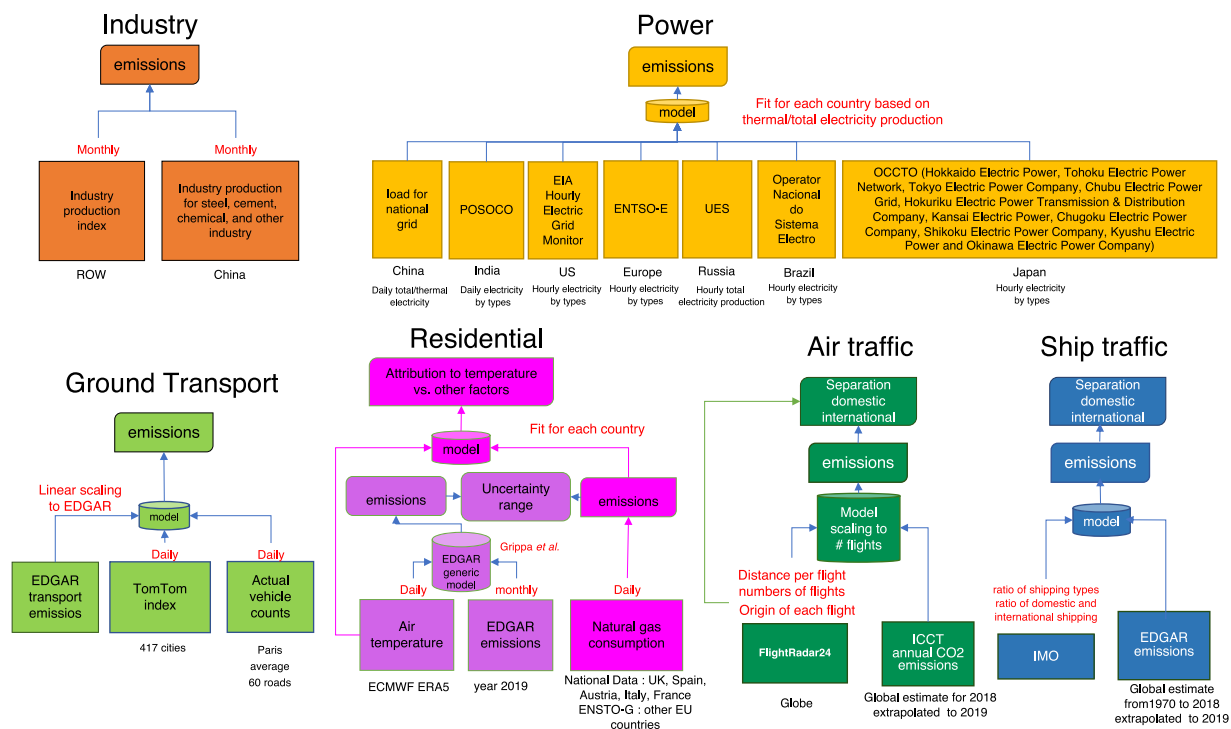 Industry
emissions
Monthly
Monthly
Industry
production
index
Industry production
for steel, cement,
chemical, and other
industry
ROW
China
Power
emissions
model
Fit for each country based on
thermal/total electricity production
load for
national
grid
POSOCO
EIA
Hourly
Electric
Grid
Monitor
ENTSO-E
UES
Operator
Nacional
do
Sistema
Electro
OCCTO (Hokkaido Electric Power, Tohoku Electric Power
Network, Tokyo Electric Power Company, Chubu Electric Power
Grid, Hokuriku Electric Power Transmission & Distribution
Company, Kansai Electric Power, Chugoku Electric Power
Company, Shikoku Electric Power Company, Kyushu Electric
Power and Okinawa Electric Power Company)
China
Daily total/thermal
electricity
India
Daily electricity
by types
US
Hourly electricity
by types
Europe
Hourly electricity
by types
Russia
Hourly total
electricity production
Brazil
Hourly electricity
by types
Japan
Hourly electricity
by types
Ground Transport
emissions
Linear scaling
to EDGAR
model
Daily
Daily
EDGAR
transport
emissios
TomTom
index
Actual
vehicle
counts
417 cities
Paris
average
60 roads
Residential
Attribution to temperature
vs. other factors
model
Fit for each country
emissions
Uncertainty
range
emissions
EDGAR
generic
model
Grippa et al.
Daily
monthly
Daily
Air
temperature
EDGAR
emissions
Natural gas
consumption
ECMWF ERA5
year 2019
National Data : UK, Spain,
Austria, Italy, France
ENSTO-G : other EU
countries
Air traffic
Separation
domestic
international
emissions
Model
scaling to
# flights
Distance per flight
numbers of flights
Origin of each flight
FlightRadar24
ICCT
annual CO2
emissions
Globe
Global estimate for 2018
extrapolated to 2019
Ship traffic
Separation
domestic
international
emissions
model
ratio of shipping types
ratio of domestic and
international shipping
IMO
EDGAR
emissions
Global estimate
from1970 to 2018
extrapolated to 2019